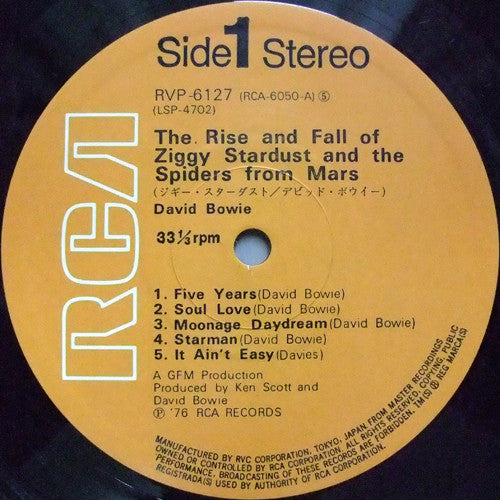 Side 1 Stereo
RVP-6127 (RCA-6050-A) ⑤
(LSP-4702)
The Rise and Fall of
Ziggy Stardust and the
Spiders from Mars
(ジギー・スターダスト／デビッド・ボウイー)
David Bowie
33⅓ rpm
RCA
1. Five Years (David Bowie)
2. Soul Love (David Bowie)
3. Moonage Daydream (David Bowie)
4. Starman (David Bowie)
5. It Ain't Easy (Davies)
A GFM Production
Produced by Ken Scott and
David Bowie
Ⓟ '76 RCA RECORDS
MANUFACTURED BY RVC CORPORATION, TOKYO, JAPAN, FROM MASTER RECORDINGS
OWNED OR CONTROLLED BY RCA CORPORATION. ALL RIGHTS RESERVED, COPYING, PUBLIC
PERFORMANCE, BROADCASTING OF THESE RECORDS ARE FORBIDDEN. TM(S) ® REG MARCA(S)
REGISTRADA(S) USED BY AUTHORITY OF RCA CORPORATION.